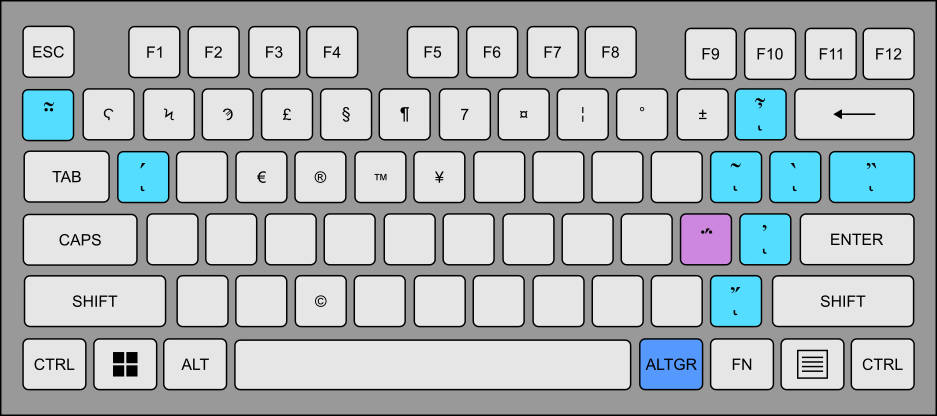 ESC F1 F2 F3 F4 F5 F6 F7 F8 F9 F10 F11 F12
῟ ϛ ϟ ϡ £ § ¶ 7 ¤ ¦ ° ± ͺ
TAB ΄ ͺ € ® ™ ¥ ῀ ͺ ` ͺ ῍
CAPS ΅ ᾿ ͺ ENTER
SHIFT © ῎ ͺ SHIFT
CTRL ALT ALTGR FN CTRL